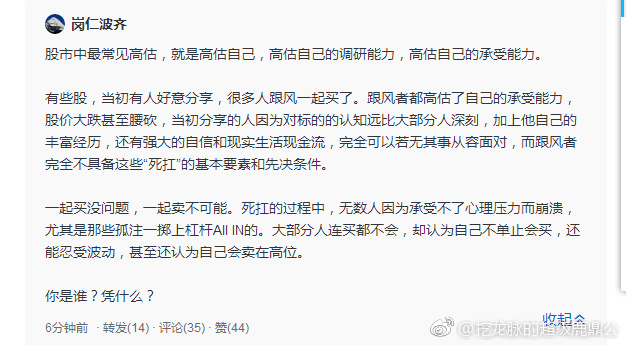 岗仁波齐
股市中最常见高估，就是高估自己，高估自己的调研能力，高估自己的承受能力。
有些股，当初有人好意分享，很多人跟风一起买了。跟风者都高估了自己的承受能力，
股价大跌甚至腰砍，当初分享的人因为对标的的认知远比大部分人深刻，加上他自己的
丰富经历，还有强大的自信和现实生活现金流，完全可以若无其事从容面对，而跟风者
完全不具备这些“死扛”的基本要素和先决条件。
一起买没问题，一起卖不可能。死扛的过程中，无数人因为承受不了心理压力而崩溃，
尤其是那些孤注一掷上杠杆All IN的。大部分人连买都不会，却认为自己不单止会买，还
能忍受波动，甚至还认为自己会卖在高位。
你是谁？凭什么？
6分钟前 · 转发(14) · 评论(35) · 赞(44)
收起
@挖龙脉的超级鹿鼎公